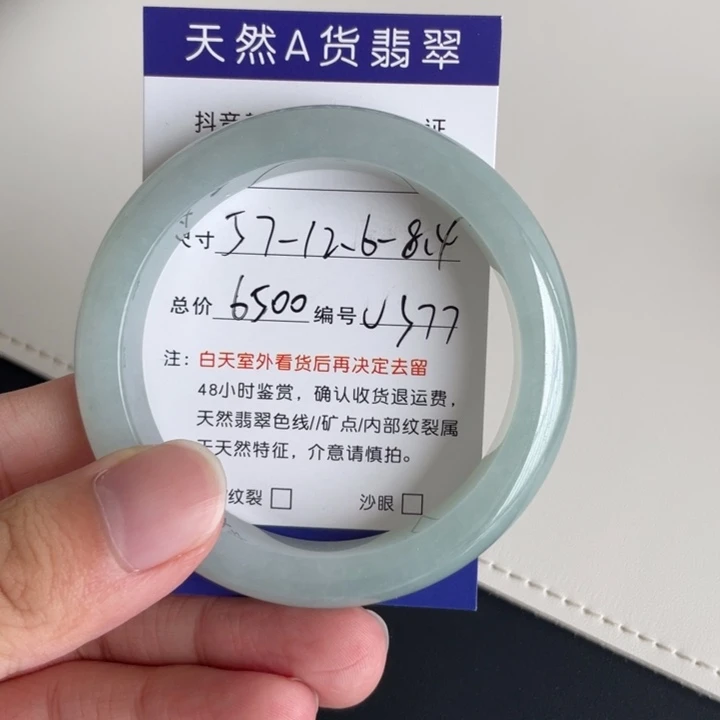 天然A货翡翠
抖音 证
尺寸 57-12.6-8.4
总价 6500 编号 U577
注：白天室外看货后再决定去留
48小时鉴赏，确认收货退运费，
天然翡翠色线//矿点/内部纹裂属
于天然特征，介意请慎拍。
纹裂□ 沙眼□